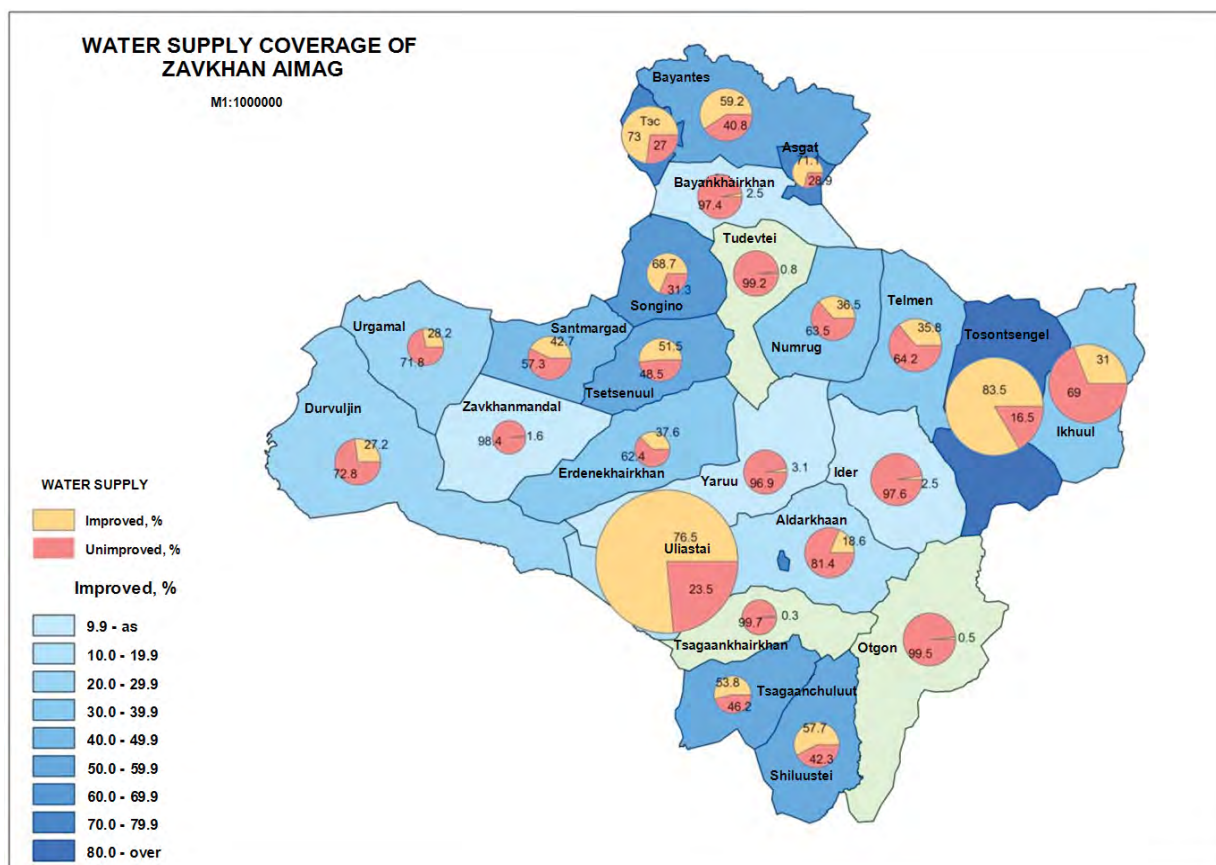 WATER SUPPLY COVERAGE OF
ZAVKHAN AIMAG
M1:1000000
Bayantes
59.2
40.8
Тэс
73
27
Asgat
71.1
28.9
Bayankhairkhan
2.5
97.4
Tudevtei
0.8
99.2
68.7
31.3
Songino
Urgamal
28.2
71.8
Santmargad
42.7
57.3
51.5
48.5
Tsetsenuul
36.5
63.5
Numrug
Telmen
35.8
64.2
Tosontsengel
83.5
16.5
31
69
Ikhuul
Durvuljin
27.2
72.8
Zavkhanmandal
98.4
1.6
37.6
62.4
Erdenekhairkhan
Yaruu
3.1
96.9
Ider
2.5
97.6
76.5
Uliastai
23.5
Aldarkhaan
18.6
81.4
0.3
99.7
Tsagaankhairkhan
Otgon
0.5
99.5
53.8
46.2
Tsagaanchuluut
57.7
42.3
Shiluustei
WATER SUPPLY
Improved, %
Unimproved, %
Improved, %
9.9 - as
10.0 - 19.9
20.0 - 29.9
30.0 - 39.9
40.0 - 49.9
50.0 - 59.9
60.0 - 69.9
70.0 - 79.9
80.0 - over